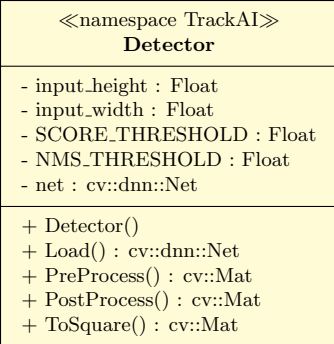 ≪namespace TrackAI≫
Detector
- input_height : Float
- input_width : Float
- SCORE_THRESHOLD : Float
- NMS_THRESHOLD : Float
- net : cv::dnn::Net
+ Detector()
+ Load() : cv::dnn::Net
+ PreProcess() : cv::Mat
+ PostProcess() : cv::Mat
+ ToSquare() : cv::Mat